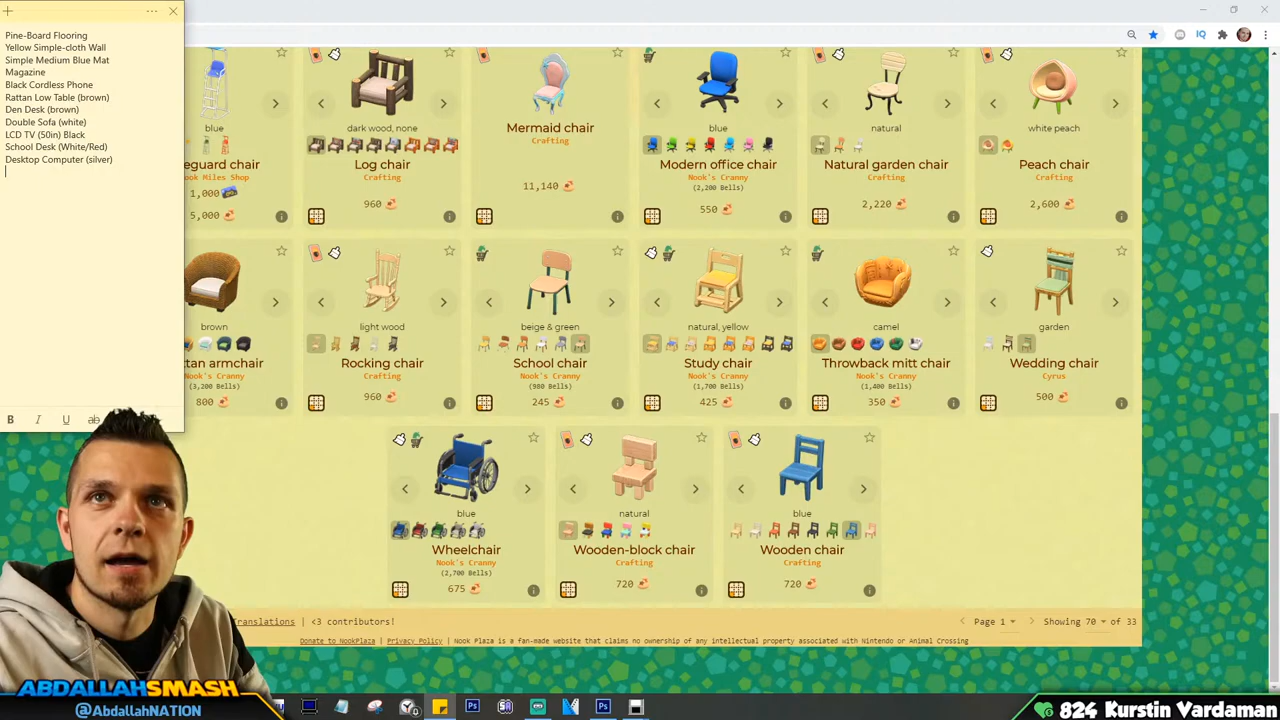 Pine-Board Flooring
Yellow Simple-cloth Wall
Simple Medium Blue Mat
Magazine
Black Cordless Phone
Rattan Low Table (brown)
Den Desk (brown)
Double Sofa (white)
LCD TV (50in) Black
School Desk (White/Red)
Desktop Computer (silver)
B I U ab
blue
eguard chair
ok Miles Shop
1,000
5,000
dark wood, none
Log chair
Crafting
960
Mermaid chair
Crafting
11,140
blue
Modern office chair
Nook's Cranny
(2,200 Bells)
550
natural
Natural garden chair
Crafting
2,220
white peach
Peach chair
Crafting
2,600
brown
ttan armchair
Nook's Cranny
(3,200 Bells)
800
light wood
Rocking chair
Crafting
960
beige & green
School chair
Nook's Cranny
(980 Bells)
245
natural, yellow
Study chair
Nook's Cranny
(1,700 Bells)
425
camel
Throwback mitt chair
Nook's Cranny
(1,400 Bells)
350
garden
Wedding chair
Cyrus
500
blue
Wheelchair
Nook's Cranny
(2,700 Bells)
675
natural
Wooden-block chair
Crafting
720
blue
Wooden chair
Crafting
720
ranslations | <3 contributors!
Page 1
Showing 70 of 33
Donate to NookPlaza | Privacy Policy | Nook Plaza is a fan-made website that claims no ownership of any intellectual property associated with Nintendo or Animal Crossing
ABDALLAHSMASH
@AbdallahNATION
824 Kurstin Vardaman